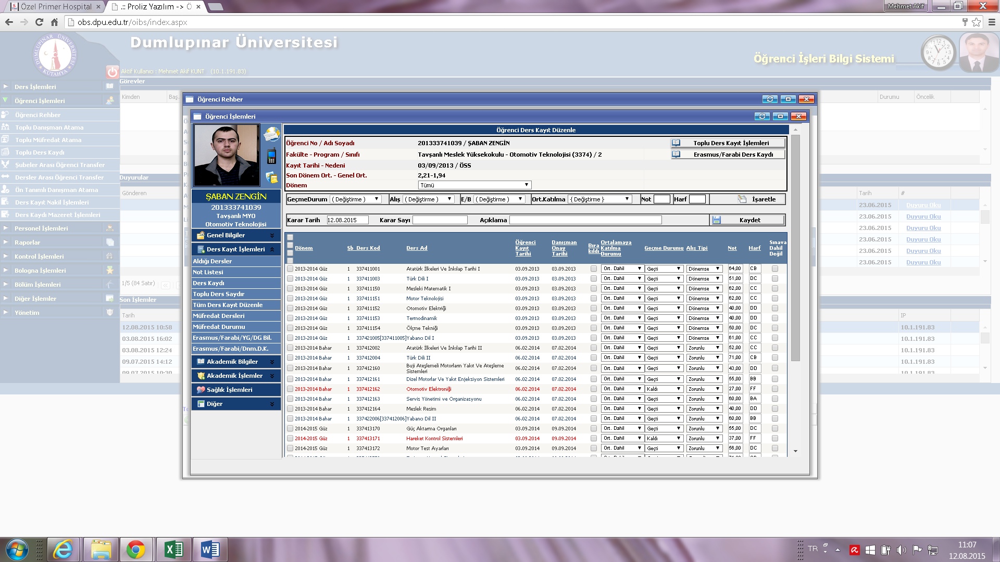 Özel Primer Hospital
.:: Proliz Yazılım -> Ö
Mehmet Akif
obs.dpu.edu.tr/oibs/index.aspx
Dumlupınar Üniversitesi
DUMLUPINAR ÜNİVERSİTESİ
KÜTAHYA
Öğrenci İşleri Bilgi Sistemi
Aktif Kullanıcı : Mehmet Akif KUNT (10.1.191.83)
Ders İşlemleri
Öğrenci İşlemleri
Öğrenci Rehber
Toplu Danışman Atama
Toplu Müfredat Atama
Toplu Ders Kaydı
Şubeler Arası Öğrenci Transfer
Dersler Arası Öğrenci Transfer
Ön Tanımlı Danışman Atama
Ders Kayıt Nakil İşlemleri
Ders Kaydı Mazeret İşlemleri
Personel İşlemleri
Raporlar
Kontrol İşlemleri
Bologna İşlemleri
Bölüm İşlemleri
Diğer İşlemler
Yönetim
Görevler
Kimden Baş. Durumu Öncelik
Duyurular
Gönderen Tarih #
23.06.2015 Duyuru Oku
23.06.2015 Duyuru Oku
23.06.2015 Duyuru Oku
23.06.2015 Duyuru Oku
23.06.2015 Duyuru Oku
23.06.2015 Duyuru Oku
1/5 (84 Satır)
Son İşlemler
Tarih IP
12.08.2015 10:58 10.1.191.83
03.08.2015 16:02 10.1.191.83
03.08.2015 12:24 10.1.191.83
09.07.2015 14:12 10.1.191.83
09.07.2015 10:30 10.1.191.83
Öğrenci Rehber
Öğrenci İşlemleri
ŞABAN ZENGİN
201333741039
Tavşanlı MYO
Otomotiv Teknolojisi
Genel Bilgiler
Ders Kayıt İşlemleri
Aldığı Dersler
Not Listesi
Ders Kaydı
Toplu Ders Saydır
Tüm Ders Kayıt Düzenle
Müfredat Dersleri
Müfredat Durumu
Erasmus/Farabi/YG/DG Bil.
Erasmus/Farabi/Dnm.D.K.
Akademik Bilgiler
Akademik İşlemler
Sağlık İşlemleri
Diğer
Öğrenci Ders Kayıt Düzenle
Öğrenci No / Adı Soyadı 201333741039 / ŞABAN ZENGİN Toplu Ders Kayıt İşlemleri
Fakülte - Program / Sınıfı Tavşanlı Meslek Yüksekokulu - Otomotiv Teknolojisi (3374) / 2 Erasmus/Farabi Ders Kaydı
Kayıt Tarihi - Nedeni 03/09/2013 / ÖSS
Son Dönem Ort. - Genel Ort. 2,21-1,94
Dönem Tümü
GeçmeDurum ( Değiştirme ) Alış ( Değiştirme ) E/B ( Değiştirme ) Ort.Katılma { Değiştirme } Not Harf İşaretle
Karar Tarih 12.08.2015 Karar Sayı Açıklama Kaydet
Dönem Şb Ders Kod Ders Ad Öğrenci Kayıt Tarihi Danışman Onay Tarihi Bıra kıldı Ortalamaya Katılma Durumu Geçme Durumu Alış Tipi Not Harf Sınava Dahil Değil
2013-2014 Güz 1 337411001 Atatürk İlkeleri Ve İnkılap Tarihi I 03.09.2013 03.09.2013 Ort. Dahil Geçti Dönemse 64,00 CB
2013-2014 Güz 1 337411003 Türk Dili I 03.09.2013 03.09.2013 Ort. Dahil Geçti Dönemse 51,00 DC
2013-2014 Güz 1 337411150 Mesleki Matematik I 03.09.2013 03.09.2013 Ort. Dahil Geçti Dönemse 62,00 CC
2013-2014 Güz 1 337411151 Motor Teknolojisi 03.09.2013 03.09.2013 Ort. Dahil Geçti Dönemse 62,00 CC
2013-2014 Güz 1 337411152 Otomotiv Elektriği 03.09.2013 03.09.2013 Ort. Dahil Geçti Dönemse 40,00 DD
2013-2014 Güz 1 337411153 Termodinamik 03.09.2013 03.09.2013 Ort. Dahil Geçti Dönemse 40,00 DD
2013-2014 Güz 1 337411154 Ölçme Tekniği 03.09.2013 03.09.2013 Ort. Dahil Geçti Dönemse 50,00 DC
2013-2014 Güz 1 337421005[337411005]Yabancı Dil I 03.09.2013 03.09.2013 Ort. Dahil Geçti Dönemse 61,00 CC
2013-2014 Bahar 1 337412002 Atatürk İlkeleri Ve İnkılap Tarihi II 06.02.2014 07.02.2014 Ort. Dahil Geçti Zorunlu 52,00 CC
2013-2014 Bahar 1 337412004 Türk Dili II 06.02.2014 07.02.2014 Ort. Dahil Geçti Zorunlu 71,00 CB
2013-2014 Bahar 1 337412160 Buji Ateşlemeli Motorların Yakıt Ve Ateşleme Sistemleri 06.02.2014 07.02.2014 Ort. Dahil Geçti Zorunlu 43,00 DD
2013-2014 Bahar 1 337412161 Dizel Motorlar Ve Yakıt Enjeksiyon Sistemleri 06.02.2014 07.02.2014 Ort. Dahil Geçti Zorunlu 55,00 BB
2013-2014 Bahar 1 337412162 Otomotiv Elektroniği 06.02.2014 07.02.2014 Ort. Dahil Kaldı Zorunlu 27,00 FF
2013-2014 Bahar 1 337412163 Servis Yönetimi ve Organizasyonu 06.02.2014 07.02.2014 Ort. Dahil Geçti Zorunlu 60,00 BA
2013-2014 Bahar 1 337412164 Meslek Resim 06.02.2014 07.02.2014 Ort. Dahil Geçti Zorunlu 40,00 DD
2013-2014 Bahar 1 337422006[337412006]Yabancı Dil II 06.02.2014 07.02.2014 Ort. Dahil Geçti Zorunlu 60,00 BB
2014-2015 Güz 1 337413170 Güç Aktarma Organları 03.09.2014 09.09.2014 Ort. Dahil Geçti Zorunlu 55,00 DC
2014-2015 Güz 1 337413171 Hareket Kontrol Sistemleri 03.09.2014 09.09.2014 Ort. Dahil Kaldı Zorunlu 37,00 FF
2014-2015 Güz 1 337413172 Motor Test Ayarları 03.09.2014 09.09.2014 Ort. Dahil Geçti Zorunlu 56,00 DC
TR
11:07
12.08.2015